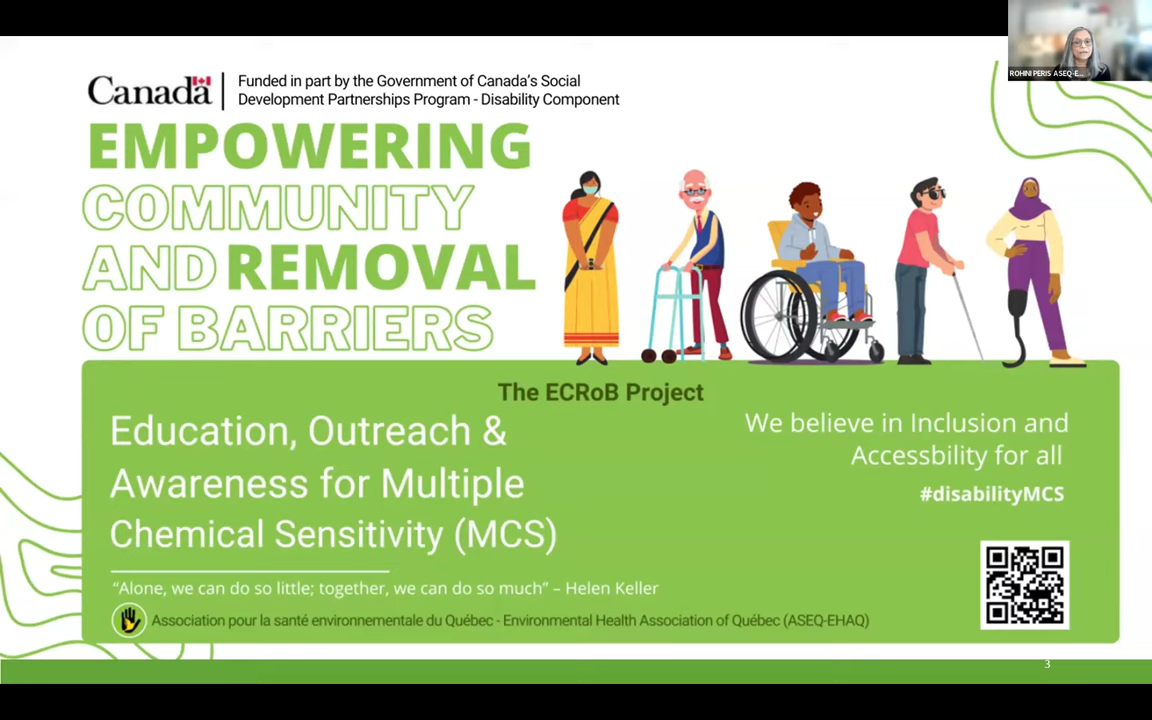 ROHINI PERIS ASEQ-E...
Canada
Funded in part by the Government of Canada's Social
Development Partnerships Program - Disability Component
EMPOWERING
COMMUNITY
AND REMOVAL
OF BARRIERS
The ECRoB Project
Education, Outreach &
Awareness for Multiple
Chemical Sensitivity (MCS)
We believe in Inclusion and
Accessbility for all
#disabilityMCS
“Alone, we can do so little; together, we can do so much” – Helen Keller
Association pour la santé environnementale du Québec - Environmental Health Association of Québec (ASEQ-EHAQ)
3